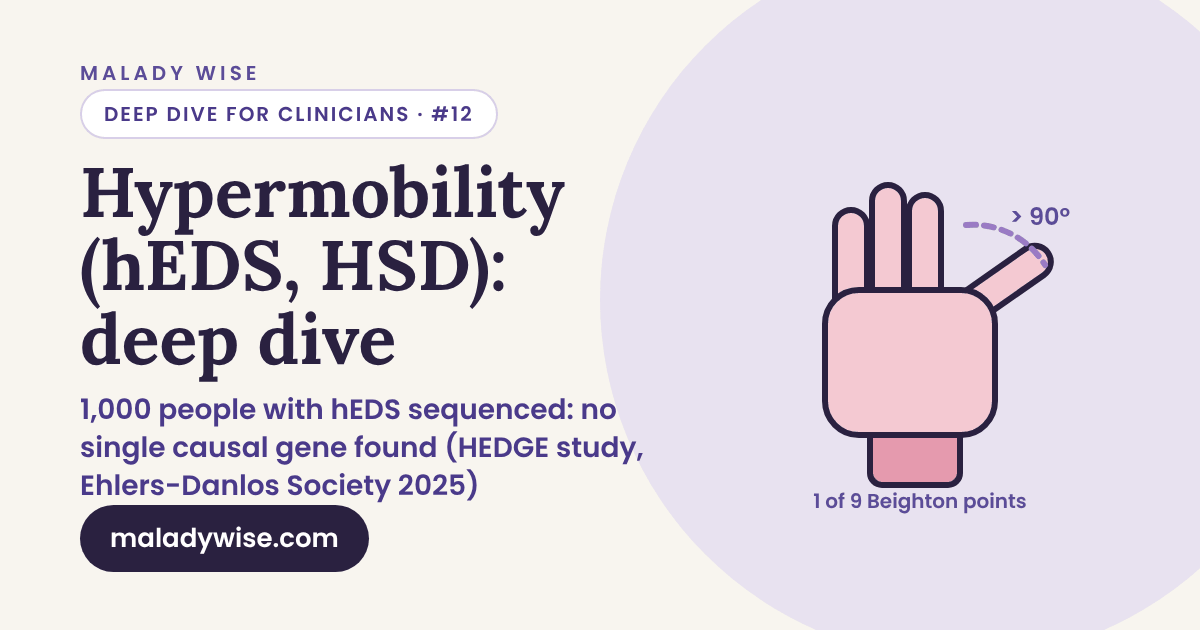 MALADY WISE
DEEP DIVE FOR CLINICIANS · #12
Hypermobility
(hEDS, HSD):
deep dive
1,000 people with hEDS sequenced: no
single causal gene found (HEDGE study,
Ehlers-Danlos Society 2025)
maladywise.com
> 90°
1 of 9 Beighton points